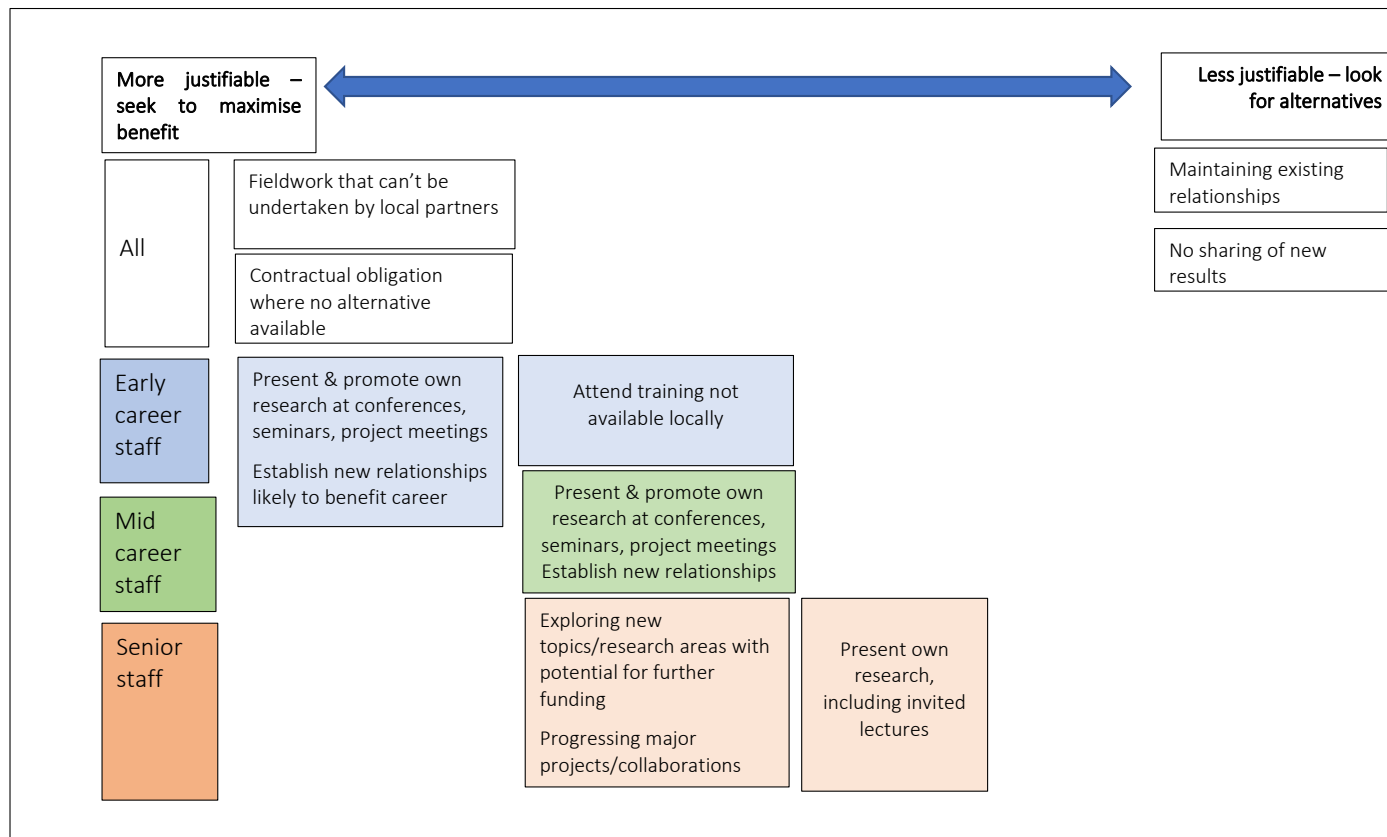 More justifiable –
seek to maximise
benefit
Less justifiable – look
for alternatives
All
Fieldwork that can’t be
undertaken by local partners
Contractual obligation
where no alternative
available
Maintaining existing
relationships
No sharing of new
results
Early
career
staff
Present & promote own
research at conferences,
seminars, project meetings
Establish new relationships
likely to benefit career
Attend training not
available locally
Mid
career
staff
Present & promote own
research at conferences,
seminars, project meetings
Establish new relationships
Senior
staff
Exploring new
topics/research areas with
potential for further
funding
Progressing major
projects/collaborations
Present own
research,
including invited
lectures